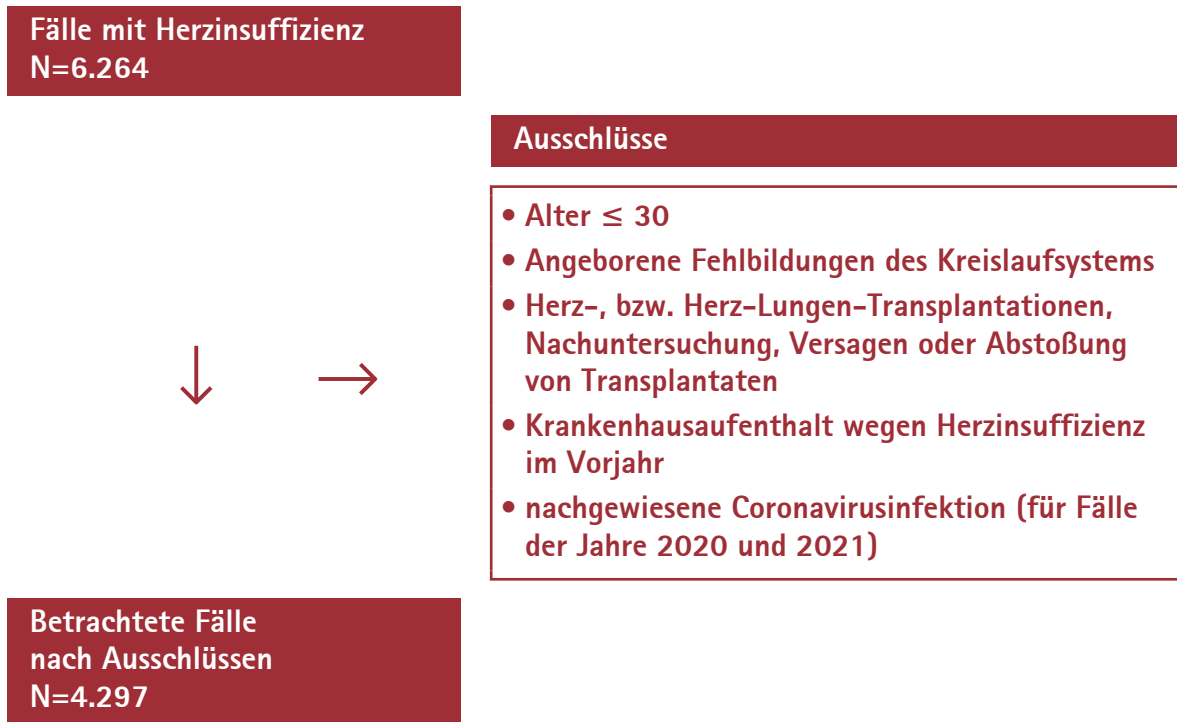 Fälle mit Herzinsuffizienz
N=6.264
Ausschlüsse
• Alter ≤ 30
• Angeborene Fehlbildungen des Kreislaufsystems
• Herz-, bzw. Herz-Lungen-Transplantationen,
Nachuntersuchung, Versagen oder Abstoßung
von Transplantaten
• Krankenhausaufenthalt wegen Herzinsuffizienz
im Vorjahr
• nachgewiesene Coronavirusinfektion (für Fälle
der Jahre 2020 und 2021)
Betrachtete Fälle
nach Ausschlüssen
N=4.297